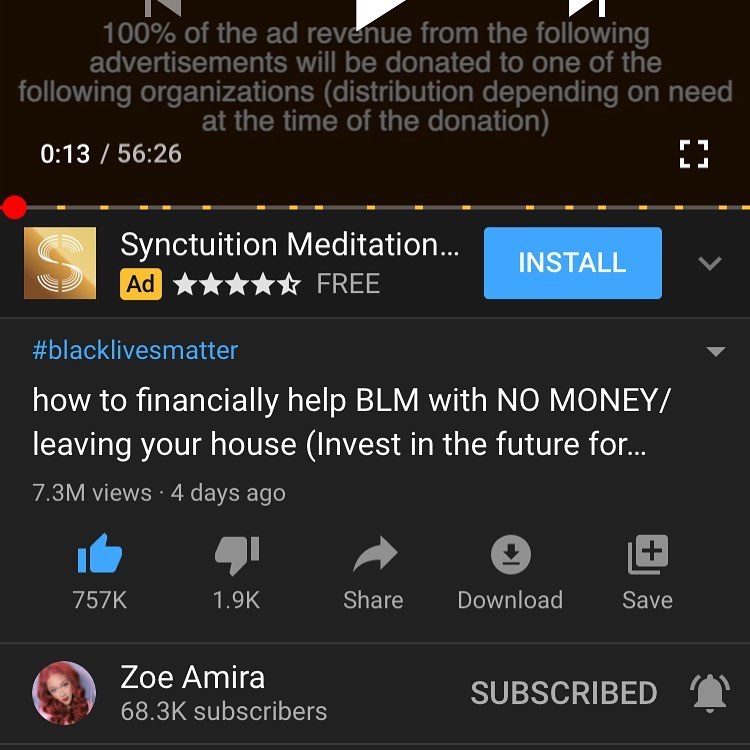 100% of the ad revenue from the following
advertisements will be donated to one of the
following organizations (distribution depending on need
at the time of the donation)
0:13 / 56:26
Synctuition Meditation...
Ad FREE
INSTALL
#blacklivesmatter
how to financially help BLM with NO MONEY/
leaving your house (Invest in the future for...
7.3M views · 4 days ago
757K 1.9K Share Download Save
Zoe Amira
68.3K subscribers
SUBSCRIBED